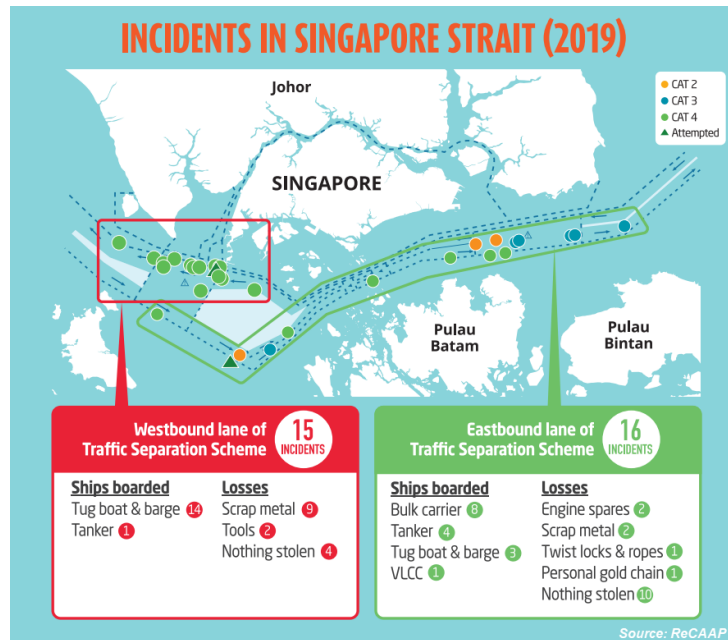 INCIDENTS IN SINGAPORE STRAIT (2019)
Johor
CAT 2
CAT 3
CAT 4
Attempted
SINGAPORE
Pulau
Batam
Pulau
Bintan
Westbound lane of
Traffic Separation Scheme
15
INCIDENTS
Ships boarded
Tug boat & barge 14
Tanker 1
Losses
Scrap metal 9
Tools 2
Nothing stolen 4
Eastbound lane of
Traffic Separation Scheme
16
INCIDENTS
Ships boarded
Bulk carrier 8
Tanker 4
Tug boat & barge 3
VLCC 1
Losses
Engine spares 2
Scrap metal 2
Twist locks & ropes 1
Personal gold chain 1
Nothing stolen 10
Source: ReCAAP